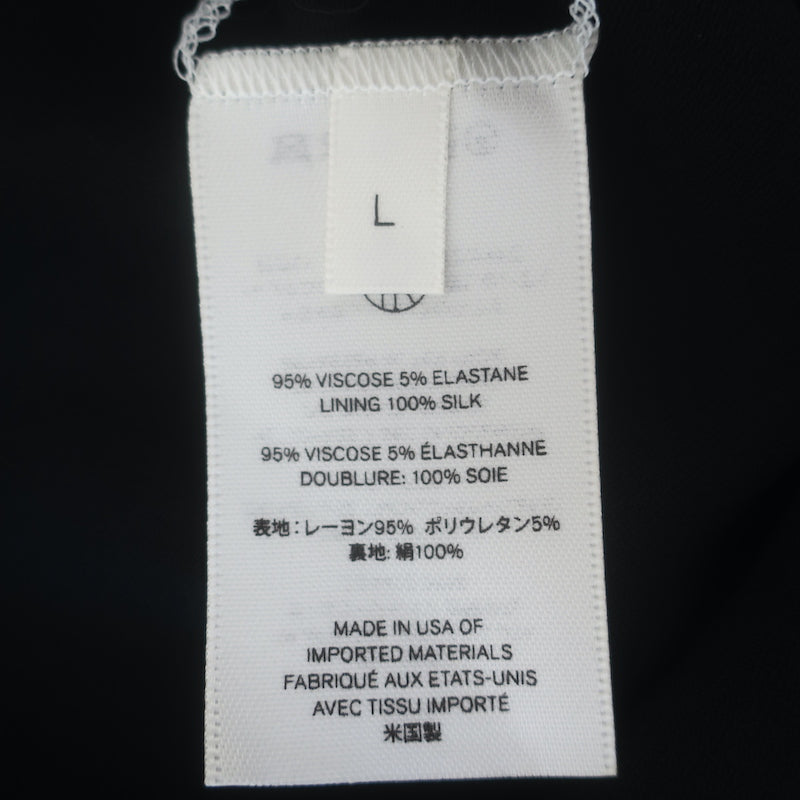 L
95% VISCOSE 5% ELASTANE
LINING 100% SILK
95% VISCOSE 5% ÉLASTHANNE
DOUBLURE: 100% SOIE
表地：レーヨン95% ポリウレタン5%
裏地: 絹100%
MADE IN USA OF
IMPORTED MATERIALS
FABRIQUÉ AUX ETATS-UNIS
AVEC TISSU IMPORTÉ
米国製